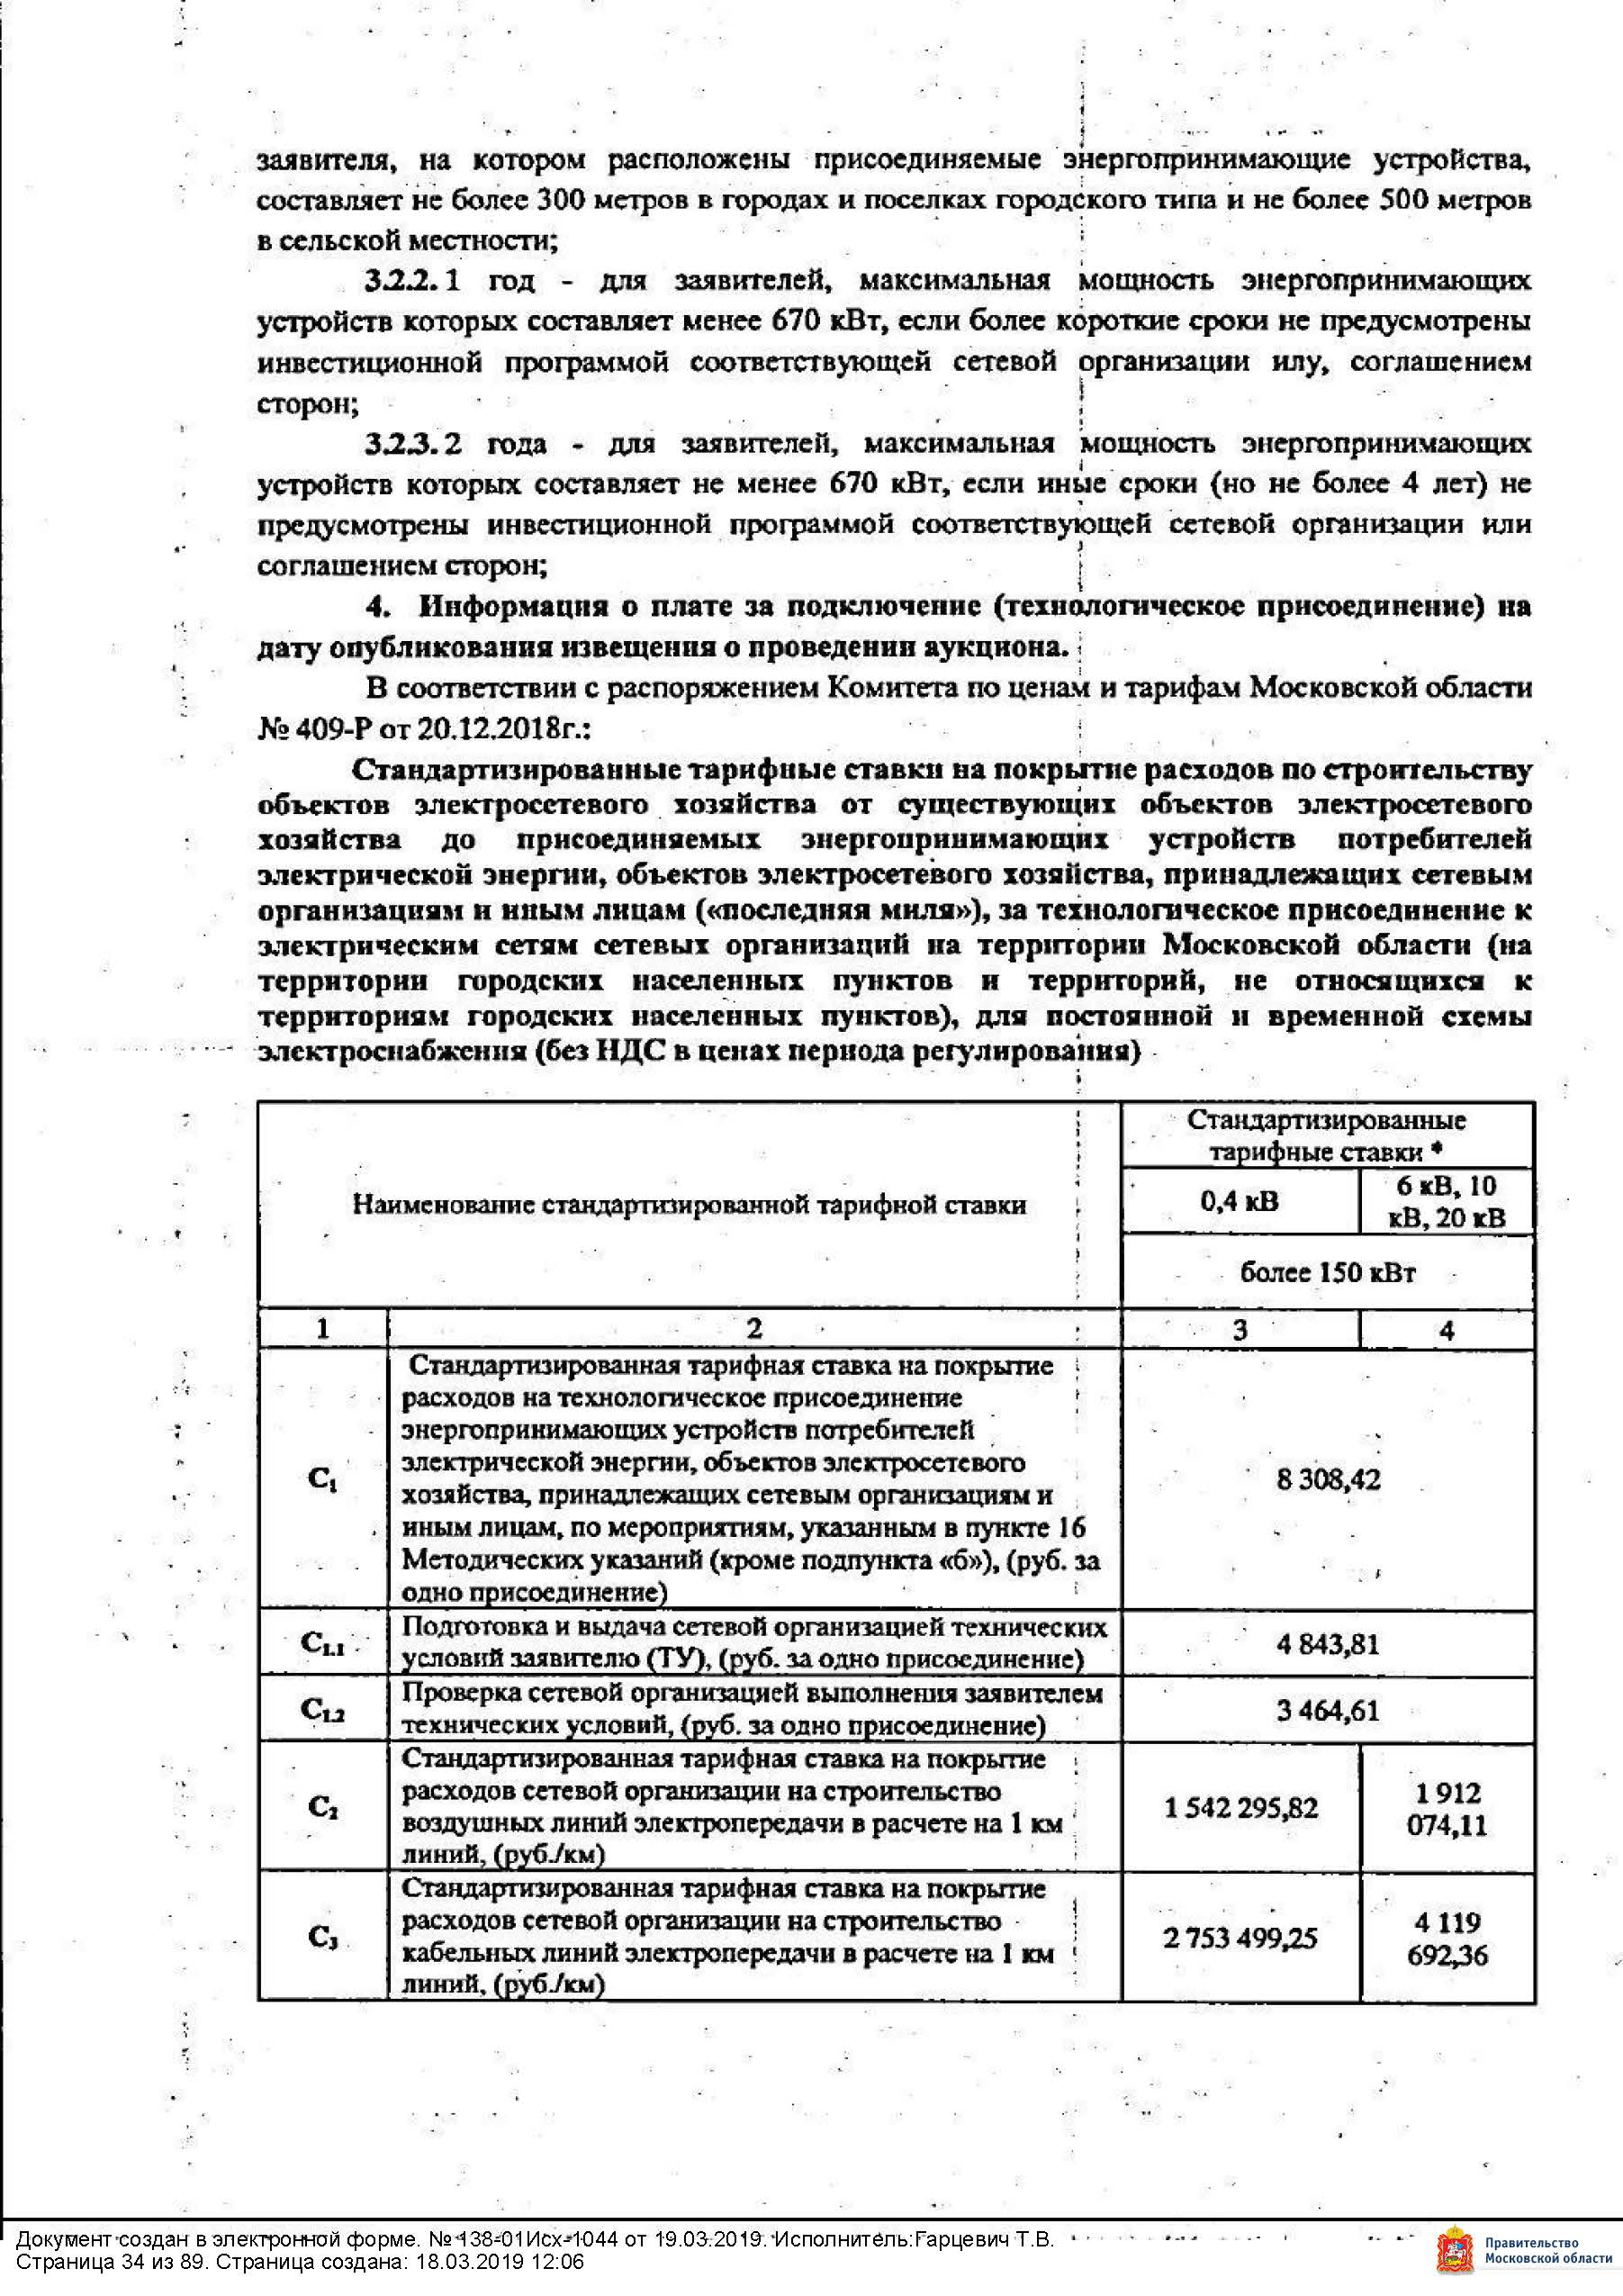 заявителя, на котором расположены присоединяемые энергопринимающие устройства,
составляет не более 300 метров в городах и поселках городского типа и не более 500 метров
в сельской местности;
3.2.2. 1 год - для заявителей, максимальная мощность энергопринимающих
устройств которых составляет менее 670 кВт, если более короткие сроки не предусмотрены
инвестиционной программой соответствующей сетевой организации илу, соглашением
сторон;
3.2.3. 2 года - для заявителей, максимальная мощность энергопринимающих
устройств которых составляет не менее 670 кВт, если иные сроки (но не более 4 лет) не
предусмотрены инвестиционной программой соответствующей сетевой организации или
соглашением сторон;
4. Информация о плате за подключение (технологическое присоединение) на
дату опубликования извещения о проведении аукциона.
В соответствии с распоряжением Комитета по ценам и тарифам Московской области
№ 409-Р от 20.12.2018г.:
Стандартизированные тарифные ставки на покрытие расходов по строительству
объектов электросетевого хозяйства от существующих объектов электросетевого
хозяйства до присоединяемых энергопринимающих устройств потребителей
электрической энергии, объектов электросетевого хозяйства, принадлежащих сетевым
организациям и иным лицам («последняя миля»), за технологическое присоединение к
электрическим сетям сетевых организаций на территории Московской области (на
территории городских населенных пунктов и территорий, не относящихся к
территориям городских населенных пунктов), для постоянной и временной схемы
электроснабжения (без НДС в ценах периода регулирования)
Наименование стандартизированной тарифной ставки
Стандартизированные
тарифные ставки *
0,4 кВ
6 кВ, 10
кВ, 20 кВ
более 150 кВт
1 2 3 4
С1
Стандартизированная тарифная ставка на покрытие
расходов на технологическое присоединение
энергопринимающих устройств потребителей
электрической энергии, объектов электросетевого
хозяйства, принадлежащих сетевым организациям и
иным лицам, по мероприятиям, указанным в пункте 16
Методических указаний (кроме подпункта «б»), (руб. за
одно присоединение)
8 308,42
С1.1
Подготовка и выдача сетевой организацией технических
условий заявителю (ТУ), (руб. за одно присоединение)
4 843,81
С1.2
Проверка сетевой организацией выполнения заявителем
технических условий, (руб. за одно присоединение)
3 464,61
С2
Стандартизированная тарифная ставка на покрытие
расходов сетевой организации на строительство
воздушных линий электропередачи в расчете на 1 км
линий, (руб./км)
1 542 295,82
1 912
074,11
С3
Стандартизированная тарифная ставка на покрытие
расходов сетевой организации на строительство
кабельных линий электропередачи в расчете на 1 км
линий, (руб./км)
2 753 499,25
4 119
692,36
Документ создан в электронной форме. № 138-01Исх-1044 от 19.03.2019. Исполнитель:Гарцевич Т.В.
Страница 34 из 89. Страница создана: 18.03.2019 12:06
Правительство
Московской области